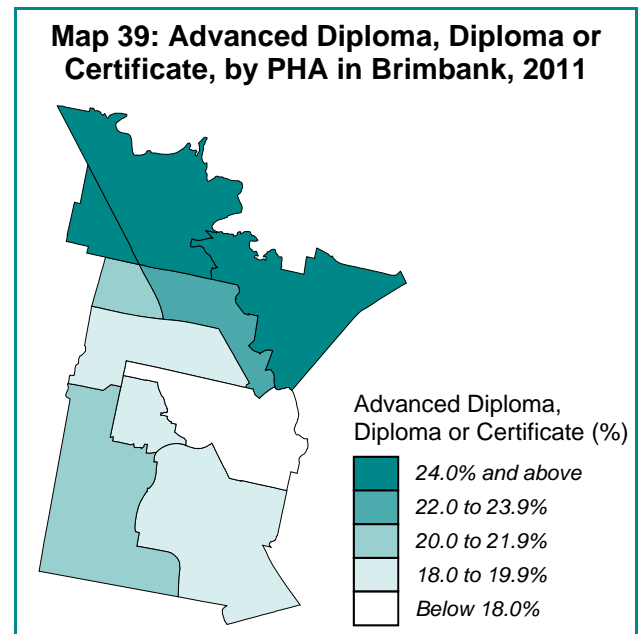 Map 39: Advanced Diploma, Diploma or
Certificate, by PHA in Brimbank, 2011
Advanced Diploma,
Diploma or Certificate (%)
24.0% and above
22.0 to 23.9%
20.0 to 21.9%
18.0 to 19.9%
Below 18.0%